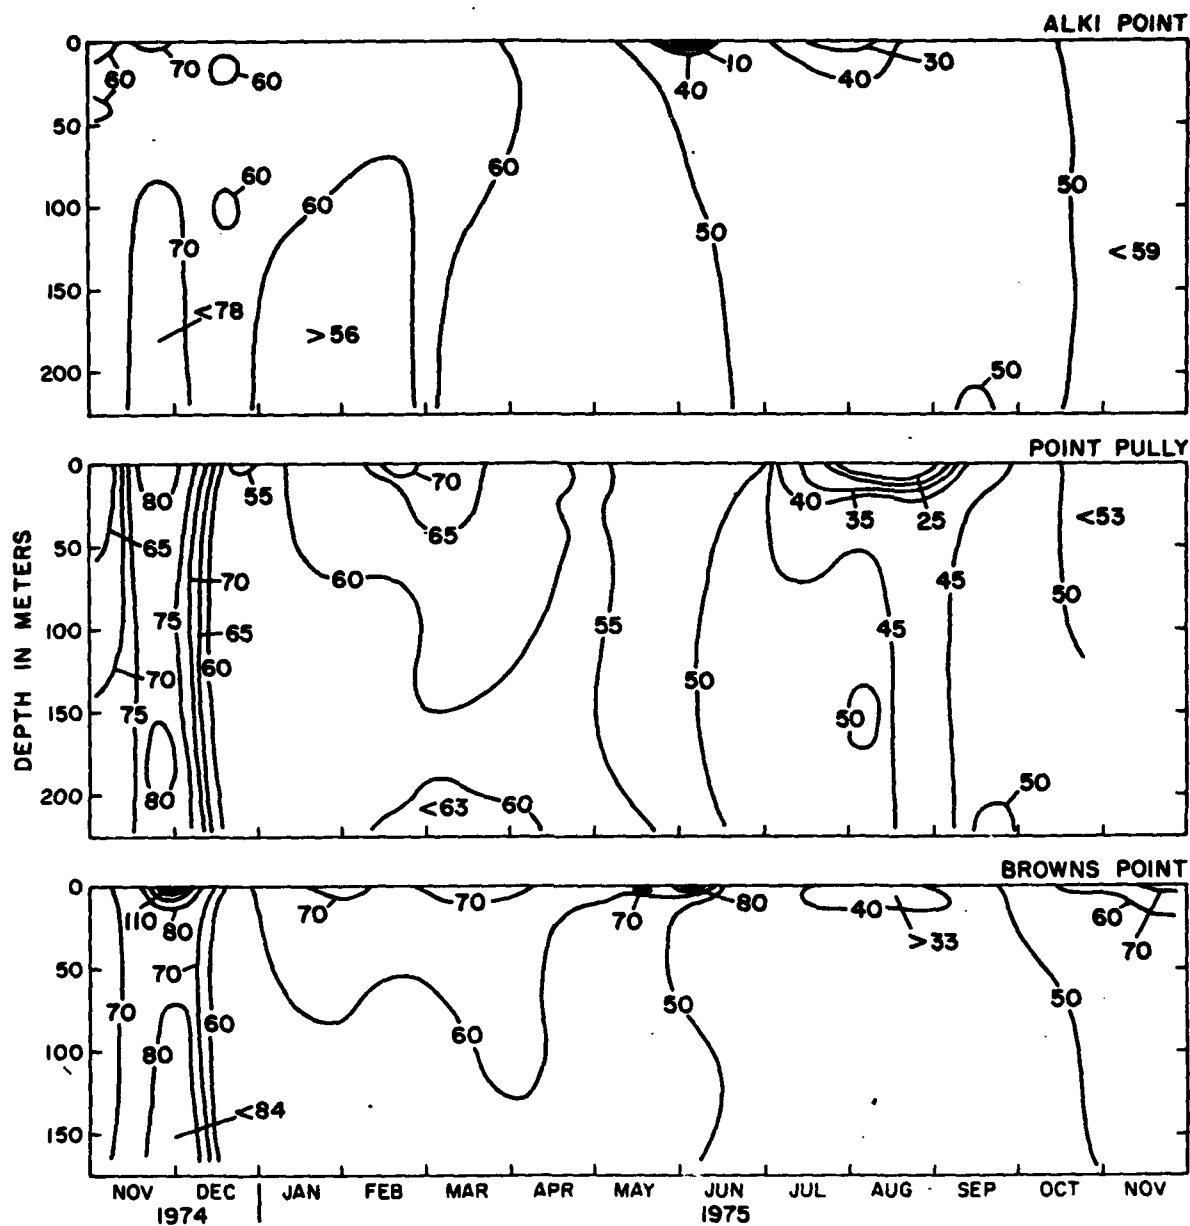 ALKI POINT
0 60 70 60 10 40 40 30
50
60 60 60 50 50
100
70 <59
150 <78 >56
200 50
POINT PULLY
0 80 55 70 40 35 25
65 65 <53
50
70 60 45 50
75 65 55 45
100
60
70 50
150 75 50
80 <63 60 50
200
DEPTH IN METERS
BROWNS POINT
0 110 80 70 70 70 80 40 60
>33 70
50 70
70 60 60 50 50
100 80
<84
150
NOV DEC JAN FEB MAR APR MAY JUN JUL AUG SEP OCT NOV
1974 1975